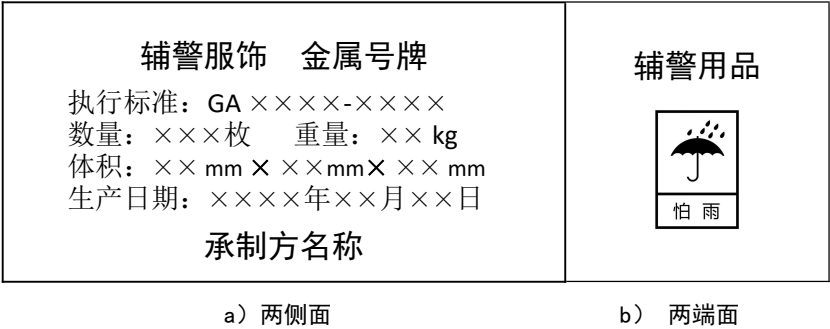 辅警服饰 金属号牌
执行标准：GA ××××-××××
数量：×××枚 重量：×× kg
体积：×× mm × ××mm× ×× mm
生产日期：××××年××月××日
承制方名称
辅警用品
怕 雨
a）两侧面
b） 两端面